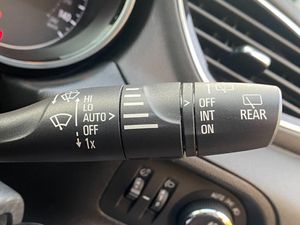 HI
LO
AUTO
OFF
1x
OFF
INT
ON
REAR